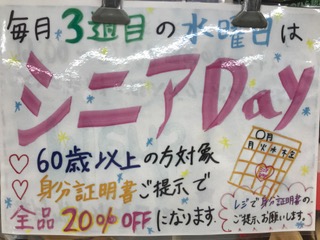 毎月3週目の水曜日は
シニアDay
♡60歳以上の方対象
♡身分証明書ご提示で
全品20%OFFになります。
〇月
月火水木金土
レジで身分証明書の
ご提示、お願いします。